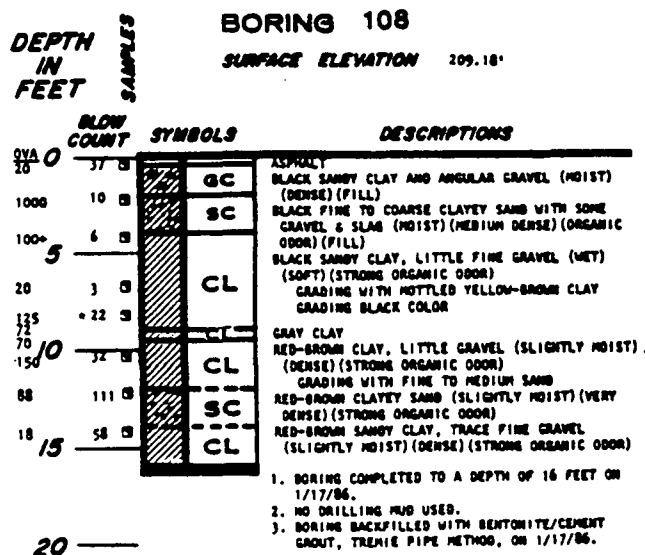 BORING 108
SURFACE ELEVATION 209.18'
DEPTH IN FEET
SAMPLES
BLOW COUNT
SYMBOLS
DESCRIPTIONS
OVA
20 0 37 ASPHALT
GC BLACK SANDY CLAY AND ANGULAR GRAVEL (MOIST)
(DENSE)(FILL)
1000 10 SC BLACK FINE TO COARSE CLAYEY SAND WITH SOME
GRAVEL & SLAG (MOIST)(MEDIUM DENSE)(ORGANIC
ODOR)(FILL)
100+ 6
5 BLACK SANDY CLAY, LITTLE FINE GRAVEL (WET)
(SOFT)(STRONG ORGANIC ODOR)
20 3 CL GRADING WITH MOTTLED YELLOW-BROWN CLAY
GRADING BLACK COLOR
125 *22
72 CL GRAY CLAY
70 10 RED-BROWN CLAY, LITTLE GRAVEL (SLIGHTLY MOIST),
150 32 CL (DENSE)(STRONG ORGANIC ODOR)
GRADING WITH FINE TO MEDIUM SAND
88 111 SC RED-BROWN CLAYEY SAND (SLIGHTLY MOIST)(VERY
DENSE)(STRONG ORGANIC ODOR)
18 58 CL RED-BROWN SANDY CLAY, TRACE FINE GRAVEL
15 (SLIGHTLY MOIST)(DENSE)(STRONG ORGANIC ODOR)
1. BORING COMPLETED TO A DEPTH OF 16 FEET ON
1/17/86.
2. NO DRILLING MUD USED.
3. BORING BACKFILLED WITH BENTONITE/CEMENT
GROUT, TREMIE PIPE METHOD, ON 1/17/86.
20